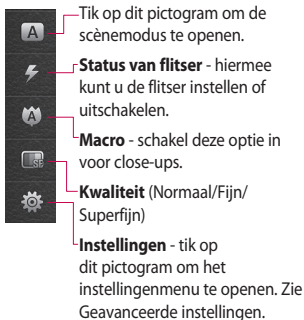 Tik op dit pictogram om de
scènemodus te openen.
Status van flitser - hiermee
kunt u de flitser instellen of
uitschakelen.
Macro - schakel deze optie in
voor close-ups.
Kwaliteit (Normaal/Fijn/
Superfijn)
Instellingen - tik op
dit pictogram om het
instellingenmenu te openen. Zie
Geavanceerde instellingen.
A
SF